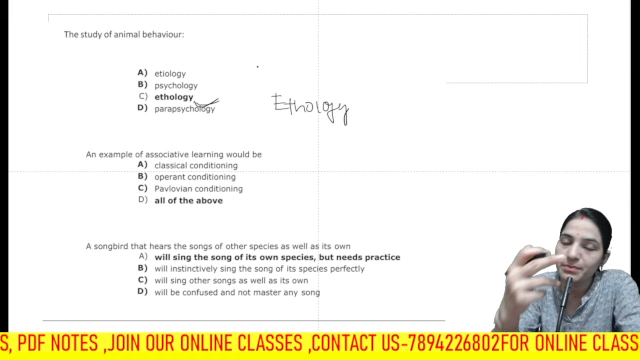 The study of animal behaviour:
A) etiology
B) psychology
C) ethology
D) parapsychology
Ethology
An example of associative learning would be
A) classical conditioning
B) operant conditioning
C) Pavlovian conditioning
D) all of the above
A songbird that hears the songs of other species as well as its own
A) will sing the song of its own species, but needs practice
B) will instinctively sing the song of its species perfectly
C) will sing other songs as well as its own
D) will be confused and not master any song
S, PDF NOTES ,JOIN OUR ONLINE CLASSES ,CONTACT US-7894226802FOR ONLINE CLASS